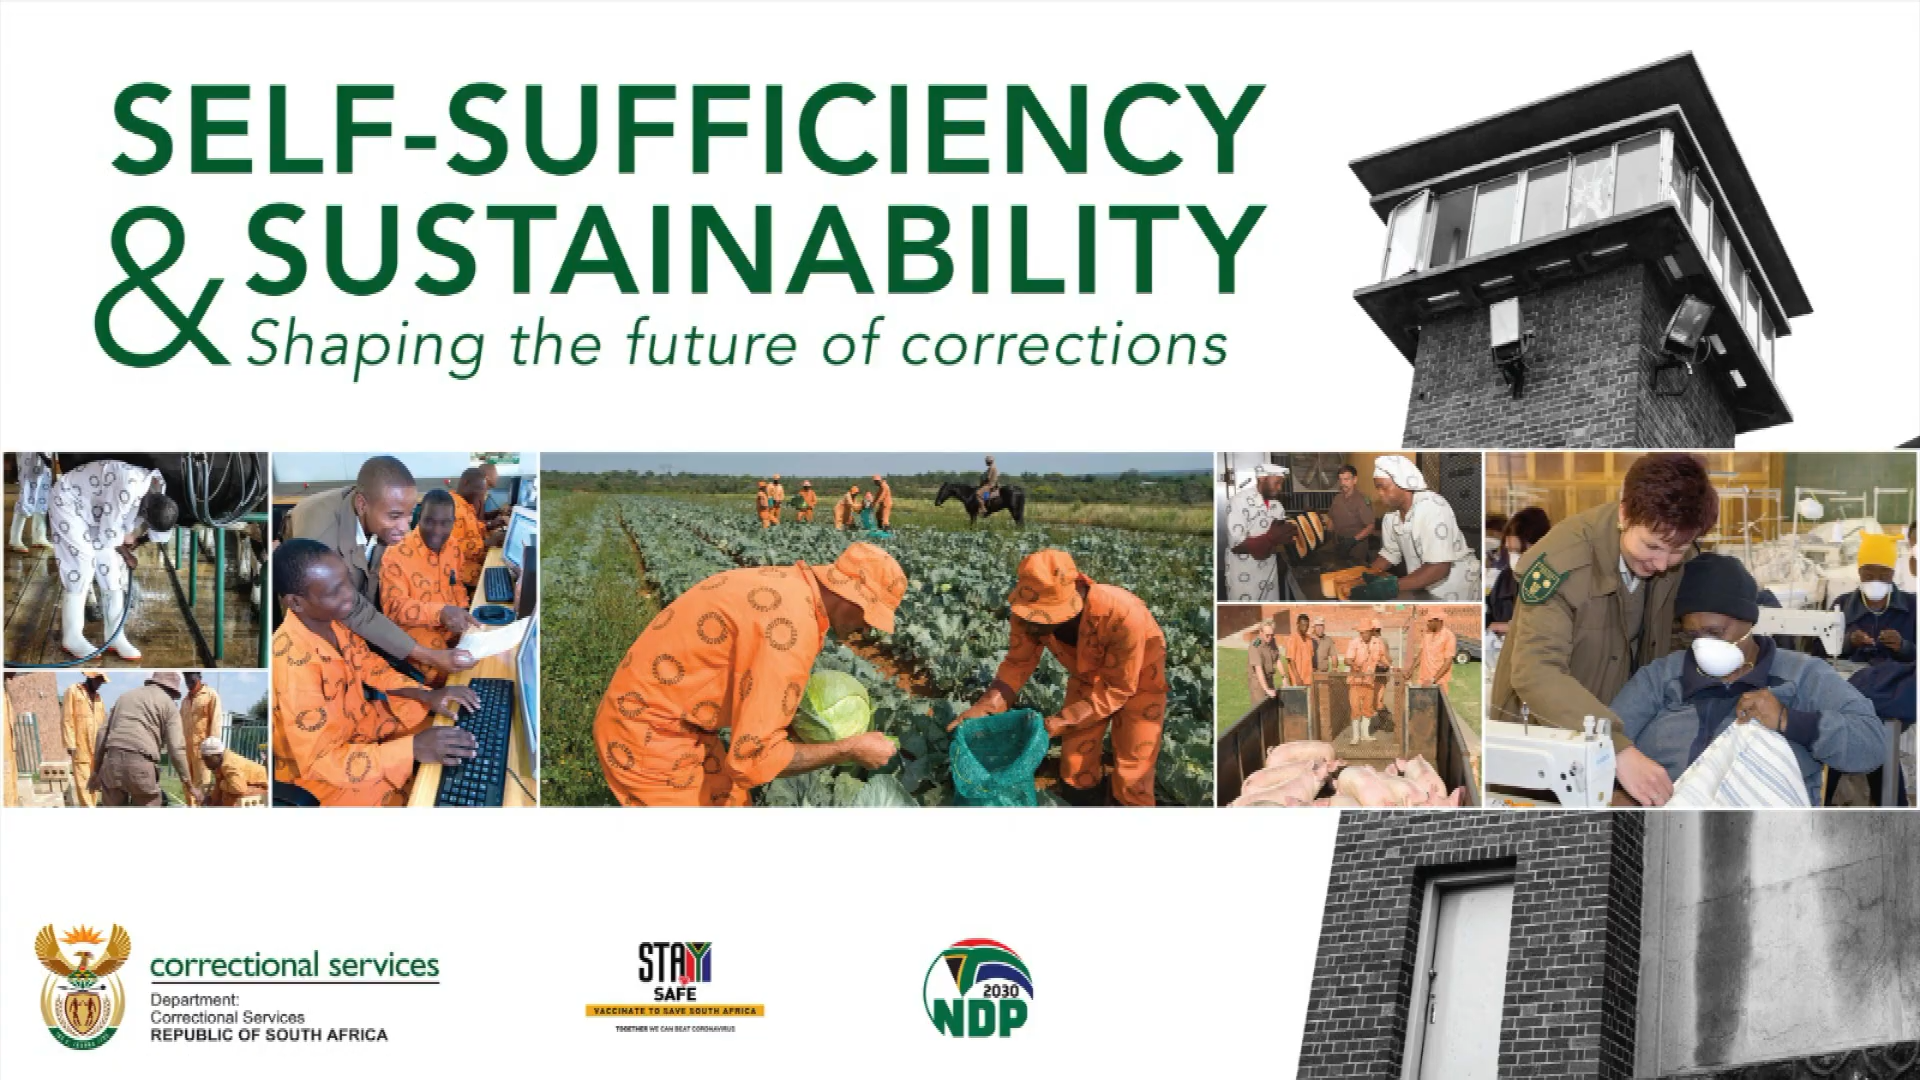 SELF-SUFFICIENCY
& SUSTAINABILITY
Shaping the future of corrections
correctional services
Department:
Correctional Services
REPUBLIC OF SOUTH AFRICA
STAY
SAFE
VACCINATE TO SAVE SOUTH AFRICA
TOGETHER WE CAN BEAT CORONAVIRUS
2030
NDP